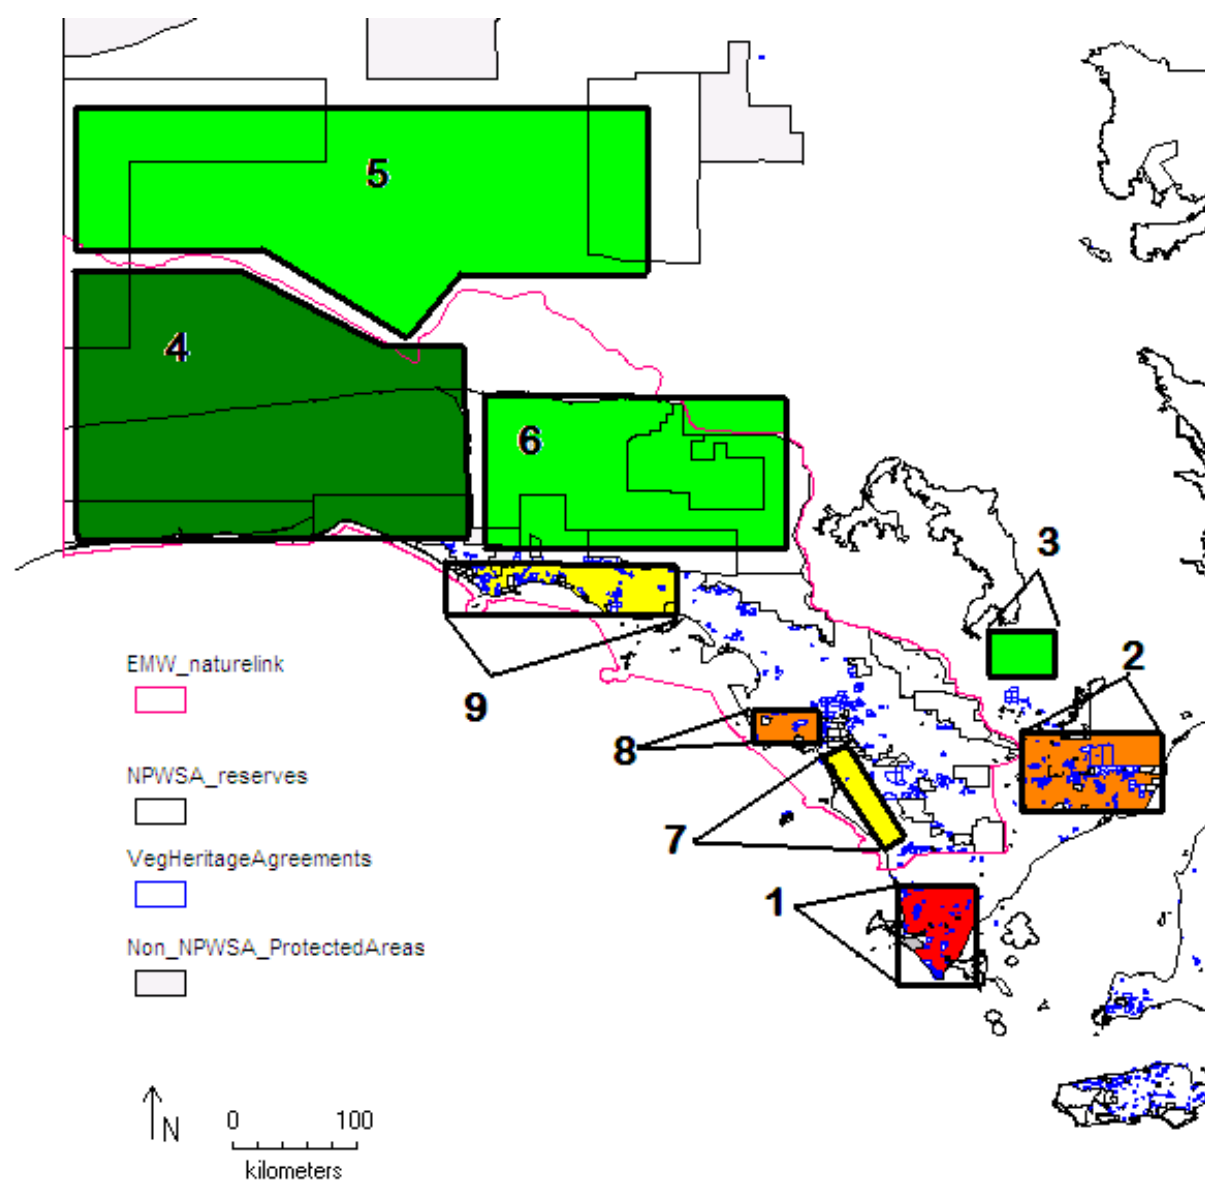 5
4
6
3
2
9
8
7
1
EMW_naturelink
NPWSA_reserves
VegHeritageAgreements
Non_NPWSA_ProtectedAreas
N
0 100
kilometers